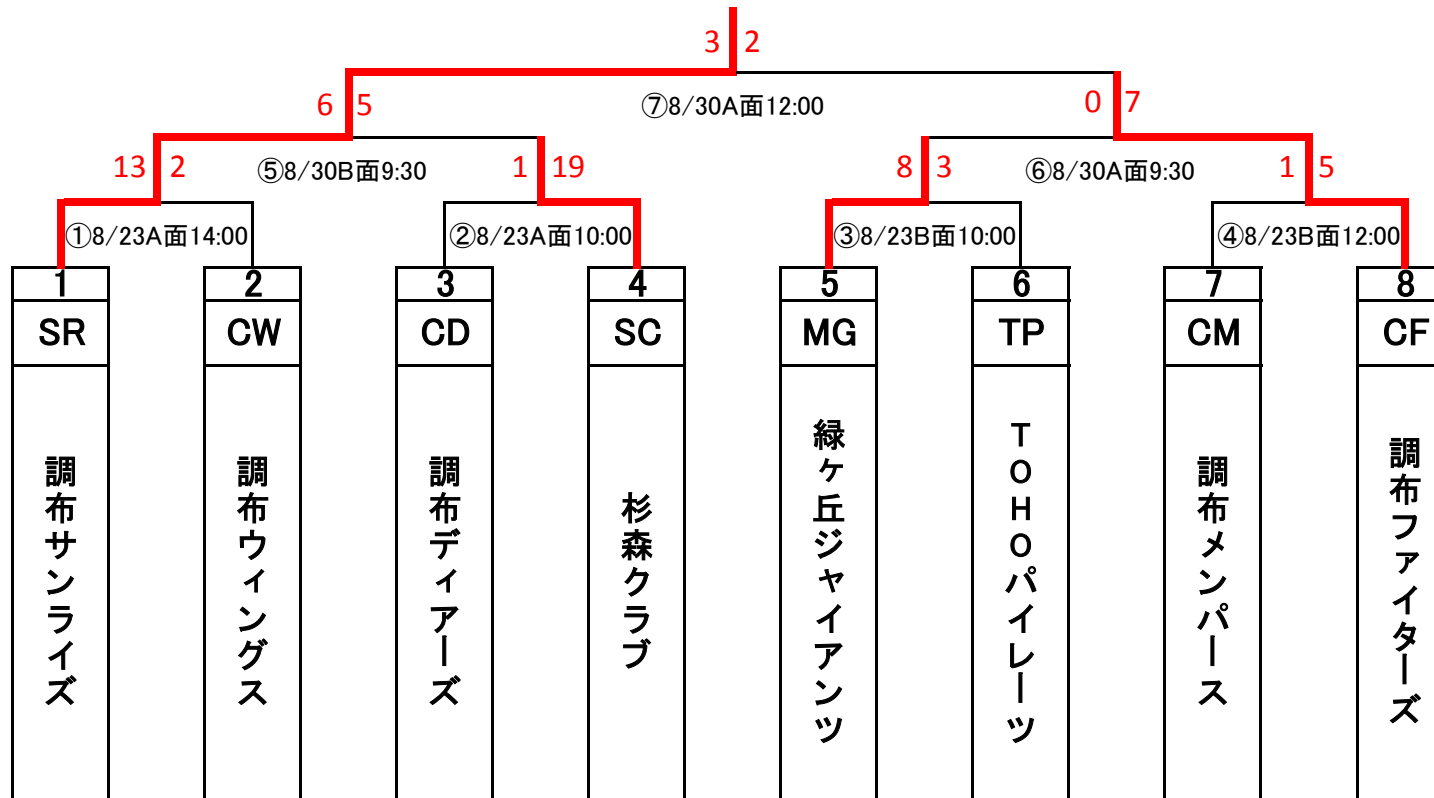 3 2
6 5 ⑦8/30A面12:00 0 7
13 2 ⑤8/30B面9:30 1 19 8 3 ⑥8/30A面9:30 1 5
①8/23A面14:00 ②8/23A面10:00 ③8/23B面10:00 ④8/23B面12:00
1 2 3 4 5 6 7 8
SR CW CD SC MG TP CM CF
調布サンライズ
調布ウィングス
調布ディアーズ
杉森クラブ
緑ヶ丘ジャイアンツ
TOHOパイレーツ
調布メンパース
調布ファイターズ